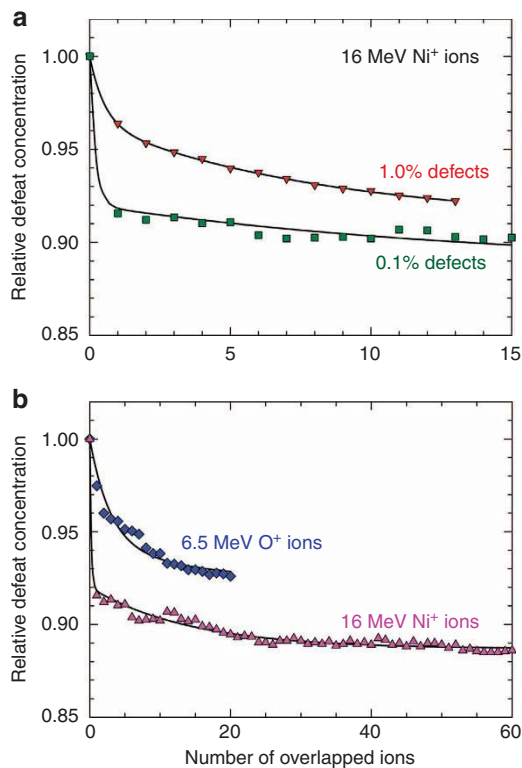 a
1.00
0.95
0.90
0.85
Relative defeat concentration
16 MeV Ni⁺ ions
1.0% defects
0.1% defects
0
5
10
15
b
1.00
0.95
0.90
0.85
Relative defeat concentration
6.5 MeV O⁺ ions
16 MeV Ni⁺ ions
0
20
40
60
Number of overlapped ions